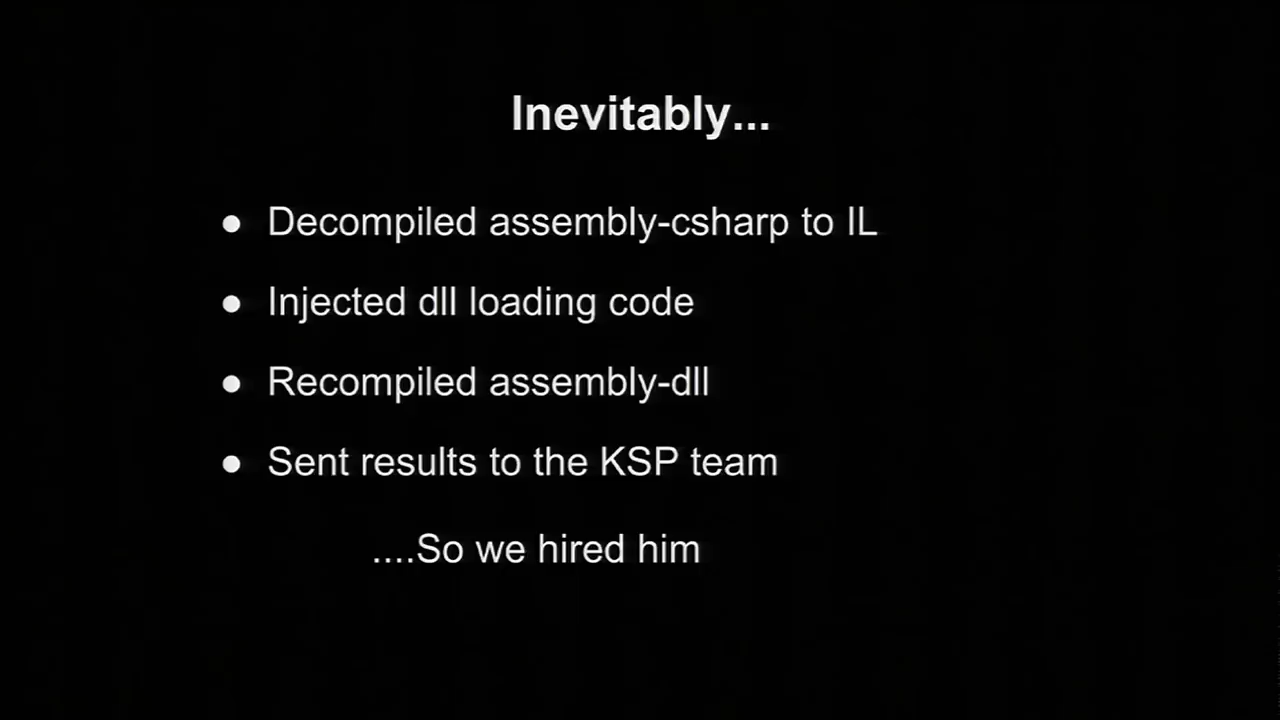 Inevitably...
● Decompiled assembly-csharp to IL
● Injected dll loading code
● Recompiled assembly-dll
● Sent results to the KSP team
....So we hired him